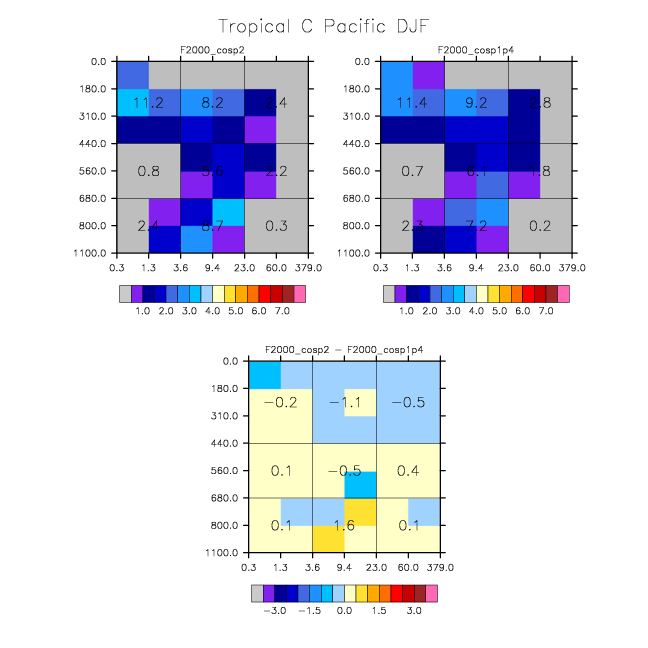 Tropical C Pacific DJF
F2000_cosp2
F2000_cosp1p4
0.0
180.0
310.0
440.0
560.0
680.0
800.0
1100.0
11.2 8.2 2.4
0.8 5.6 2.2
2.4 8.7 0.3
0.3 1.3 3.6 9.4 23.0 60.0 379.0
1.0 2.0 3.0 4.0 5.0 6.0 7.0
0.0
180.0
310.0
440.0
560.0
680.0
800.0
1100.0
11.4 9.2 2.8
0.7 6.1 1.8
2.3 7.2 0.2
0.3 1.3 3.6 9.4 23.0 60.0 379.0
1.0 2.0 3.0 4.0 5.0 6.0 7.0
F2000_cosp2 − F2000_cosp1p4
0.0
180.0
310.0
440.0
560.0
680.0
800.0
1100.0
−0.2 −1.1 −0.5
0.1 −0.5 0.4
0.1 1.6 0.1
0.3 1.3 3.6 9.4 23.0 60.0 379.0
−3.0 −1.5 0.0 1.5 3.0